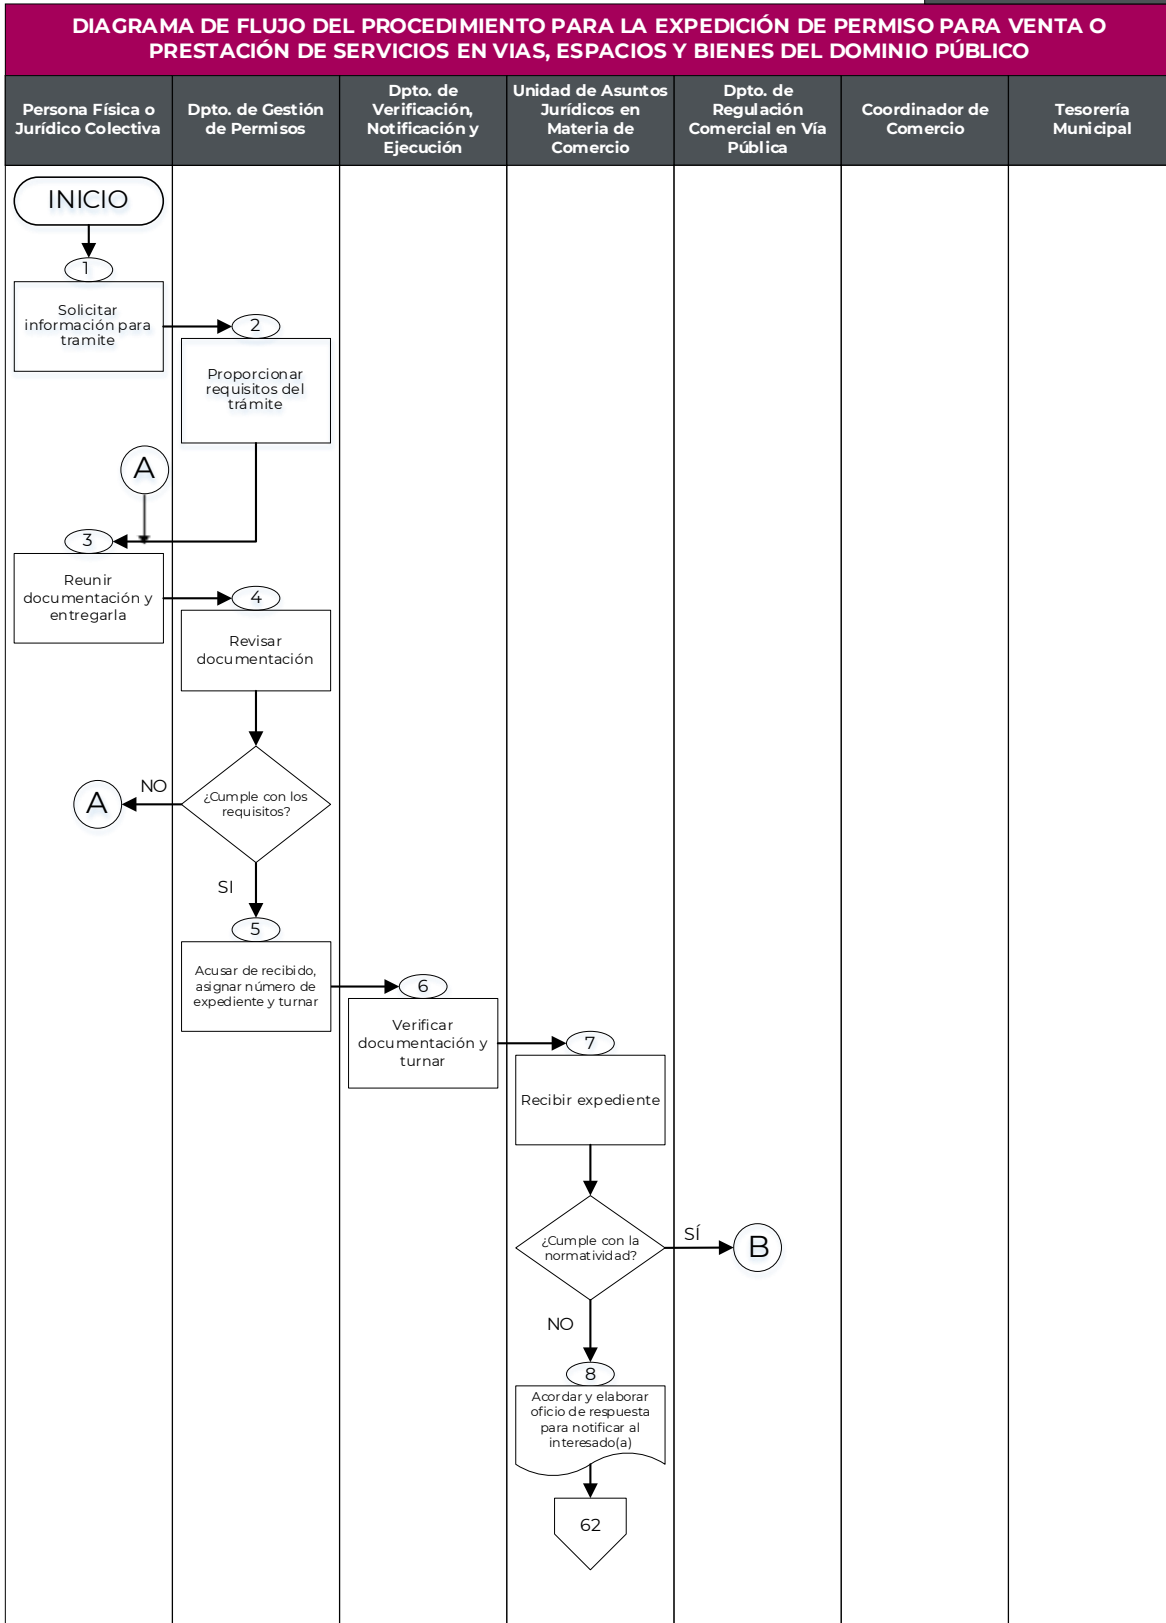 DIAGRAMA DE FLUJO DEL PROCEDIMIENTO PARA LA EXPEDICIÓN DE PERMISO PARA VENTA O
PRESTACIÓN DE SERVICIOS EN VIAS, ESPACIOS Y BIENES DEL DOMINIO PÚBLICO
Persona Física o
Jurídico Colectiva
Dpto. de Gestión
de Permisos
Dpto. de
Verificación,
Notificación y
Ejecución
Unidad de Asuntos
Jurídicos en
Materia de
Comercio
Dpto. de
Regulación
Comercial en Vía
Pública
Coordinador de
Comercio
Tesorería
Municipal
INICIO
1
Solicitar
información para
tramite
2
Proporcionar
requisitos del
trámite
A
3
Reunir
documentación y
entregarla
4
Revisar
documentación
¿Cumple con los
requisitos?
NO
A
SI
5
Acusar de recibido,
asignar número de
expediente y turnar
6
Verificar
documentación y
turnar
7
Recibir expediente
¿Cumple con la
normatividad?
SÍ
B
NO
8
Acordar y elaborar
oficio de respuesta
para notificar al
interesado(a)
62